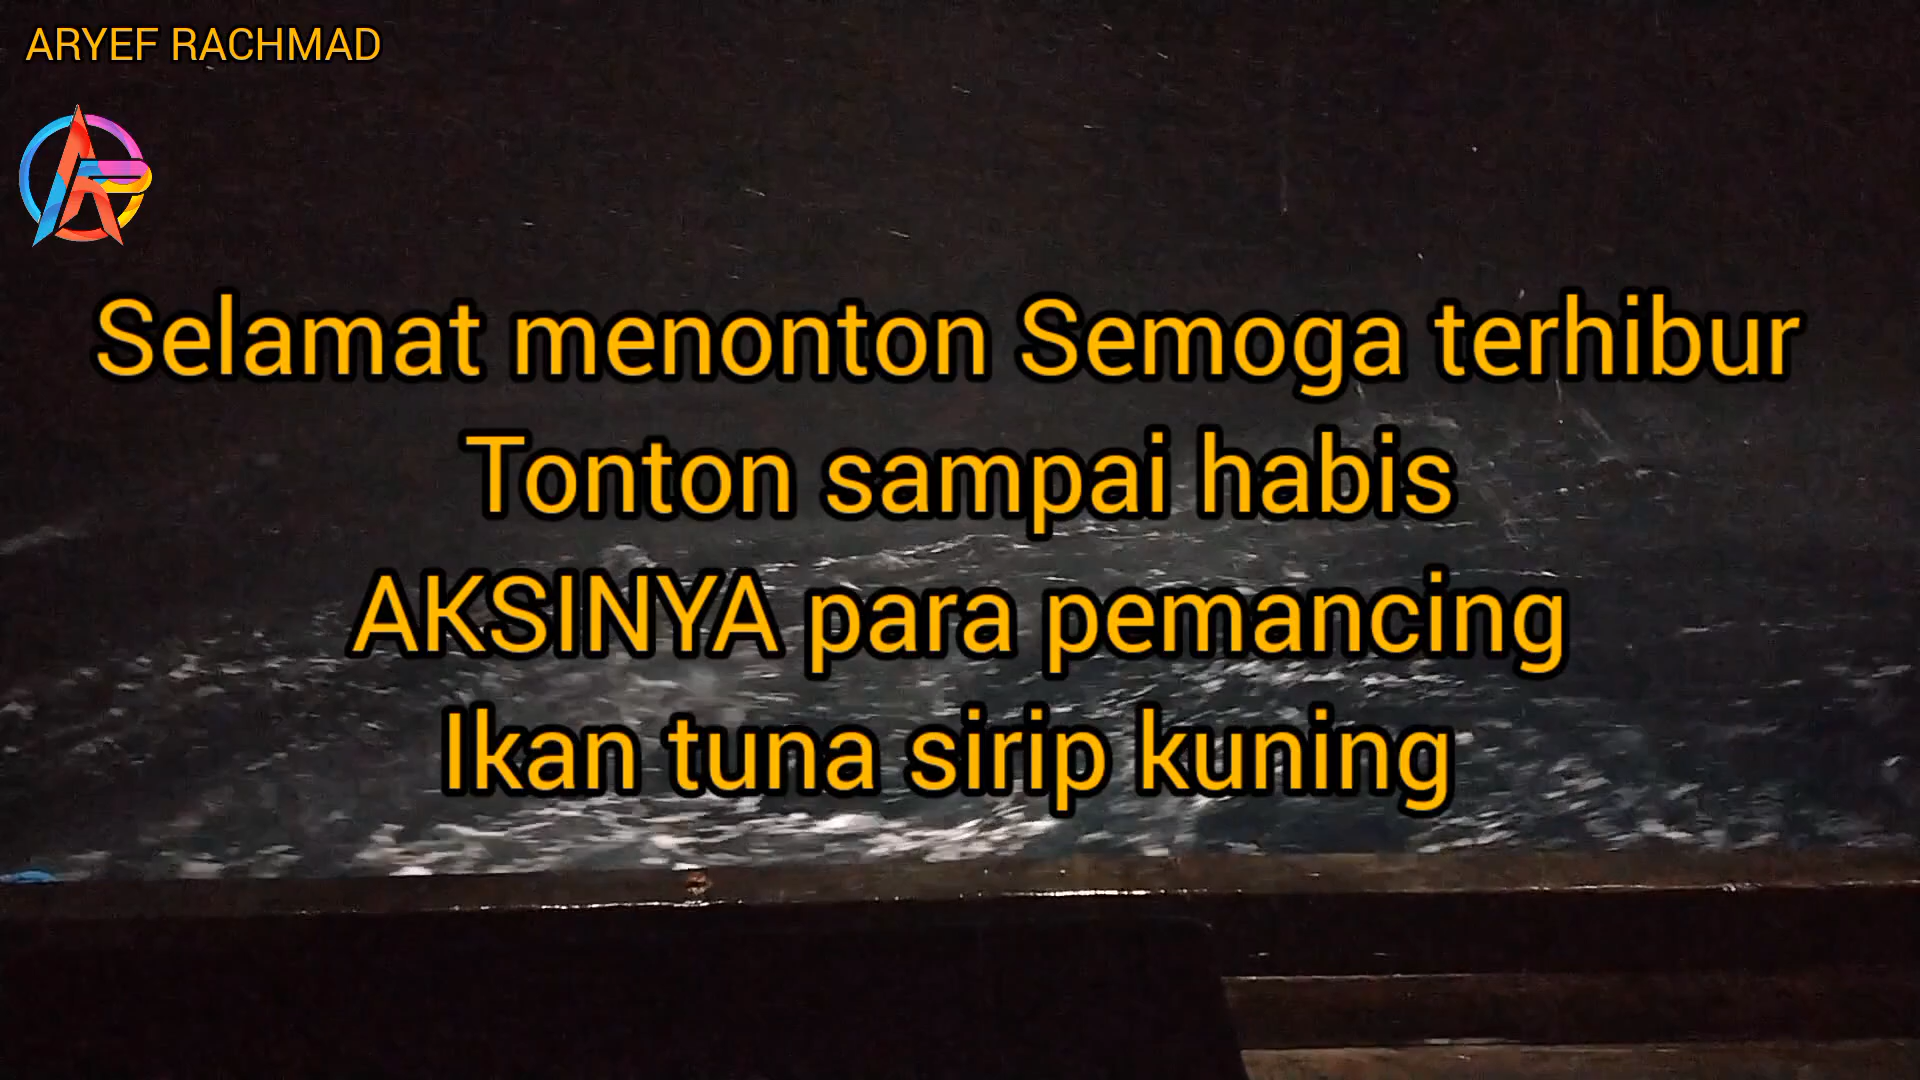 ARYEF RACHMAD
Selamat menonton Semoga terhibur
Tonton sampai habis
AKSINYA para pemancing
Ikan tuna sirip kuning